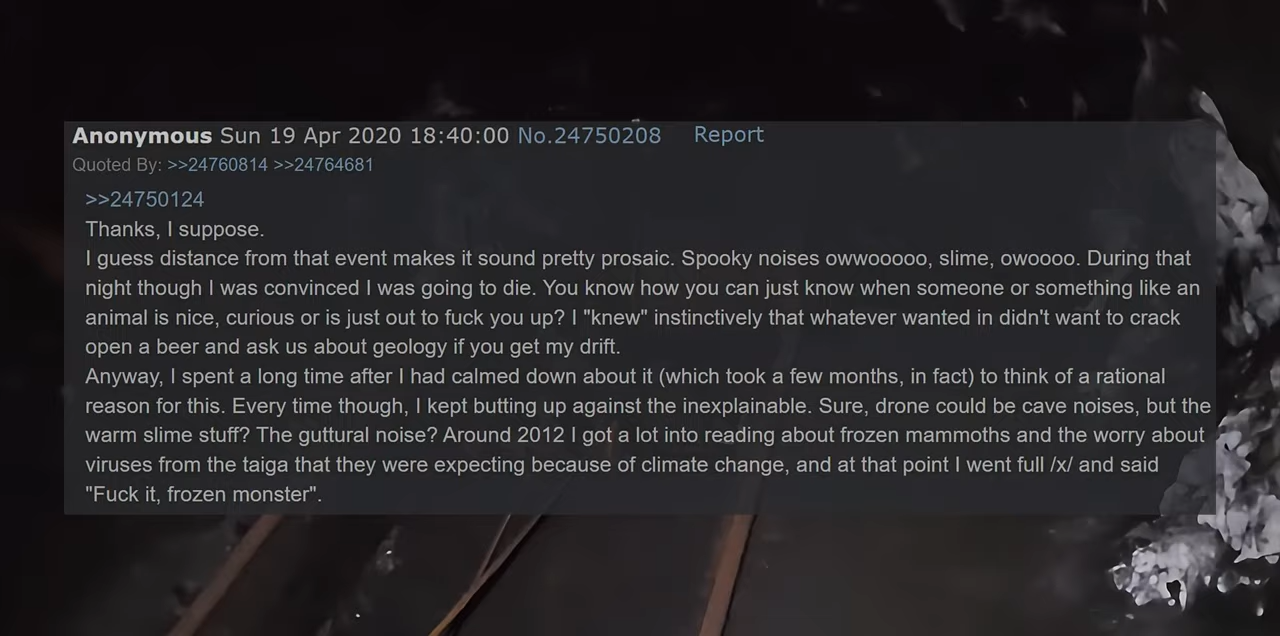 Anonymous Sun 19 Apr 2020 18:40:00 No.24750208 Report
Quoted By: >>24760814 >>24764681
>>24750124
Thanks, I suppose.
I guess distance from that event makes it sound pretty prosaic. Spooky noises owwooooo, slime, owoooo. During that
night though I was convinced I was going to die. You know how you can just know when someone or something like an
animal is nice, curious or is just out to fuck you up? I "knew" instinctively that whatever wanted in didn't want to crack
open a beer and ask us about geology if you get my drift.
Anyway, I spent a long time after I had calmed down about it (which took a few months, in fact) to think of a rational
reason for this. Every time though, I kept butting up against the inexplainable. Sure, drone could be cave noises, but the
warm slime stuff? The guttural noise? Around 2012 I got a lot into reading about frozen mammoths and the worry about
viruses from the taiga that they were expecting because of climate change, and at that point I went full /x/ and said
"Fuck it, frozen monster".